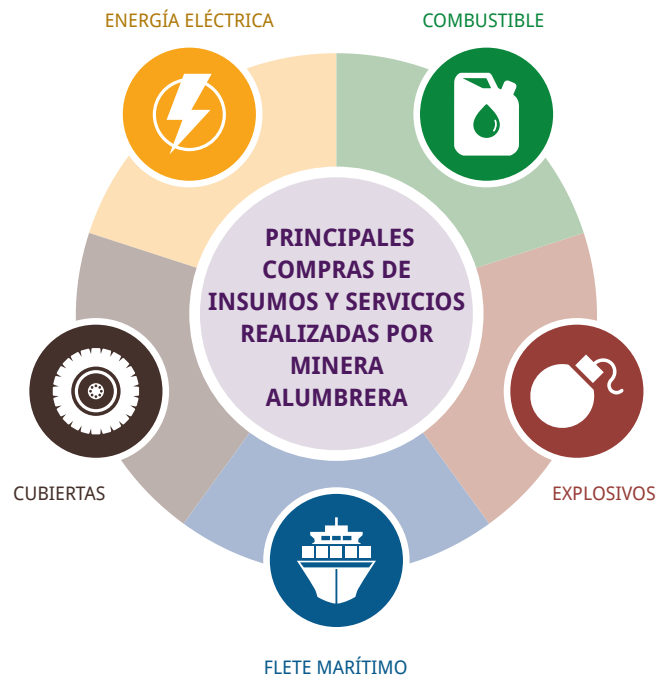 ENERGÍA ELÉCTRICA
COMBUSTIBLE
PRINCIPALES
COMPRAS DE
INSUMOS Y SERVICIOS
REALIZADAS POR
MINERA
ALUMBRERA
CUBIERTAS
EXPLOSIVOS
FLETE MARÍTIMO